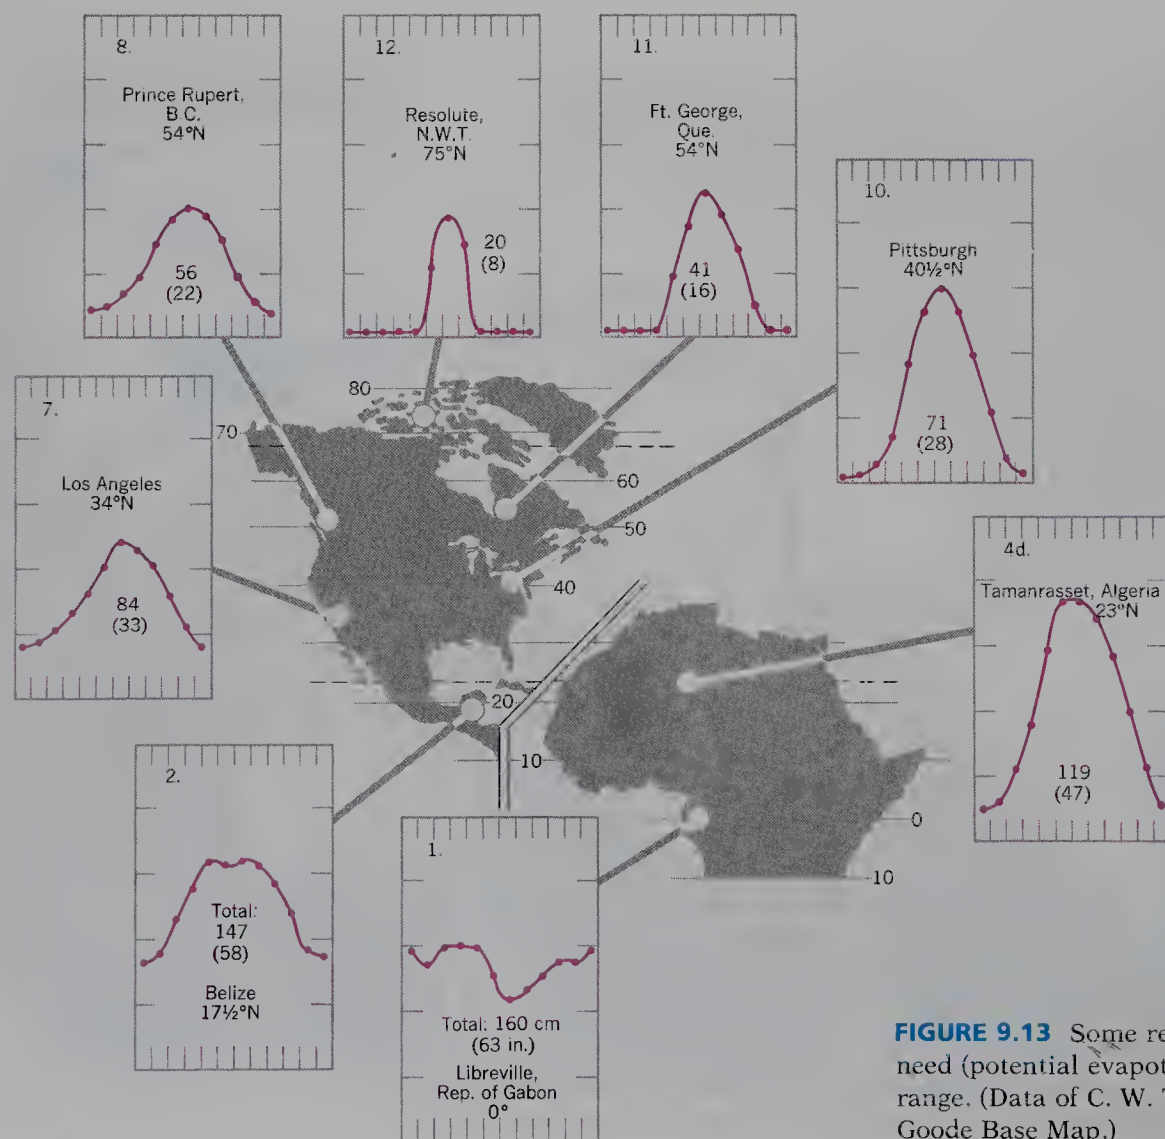 8.
Prince Rupert,
B.C.
54°N
56
(22)
12.
Resolute,
N.W.T.
75°N
20
(8)
11.
Ft. George,
Que.
54°N
41
(16)
10.
Pittsburgh
40½°N
71
(28)
7.
Los Angeles
34°N
84
(33)
80
70
60
50
40
20
10
0
10
4d.
Tamanrasset, Algeria
23°N
119
(47)
2.
Total:
147
(58)
Belize
17½°N
1.
Total: 160 cm
(63 in.)
Libreville,
Rep. of Gabon
0°
FIGURE 9.13 Some re
need (potential evapot
range. (Data of C. W. T
Goode Base Map.)